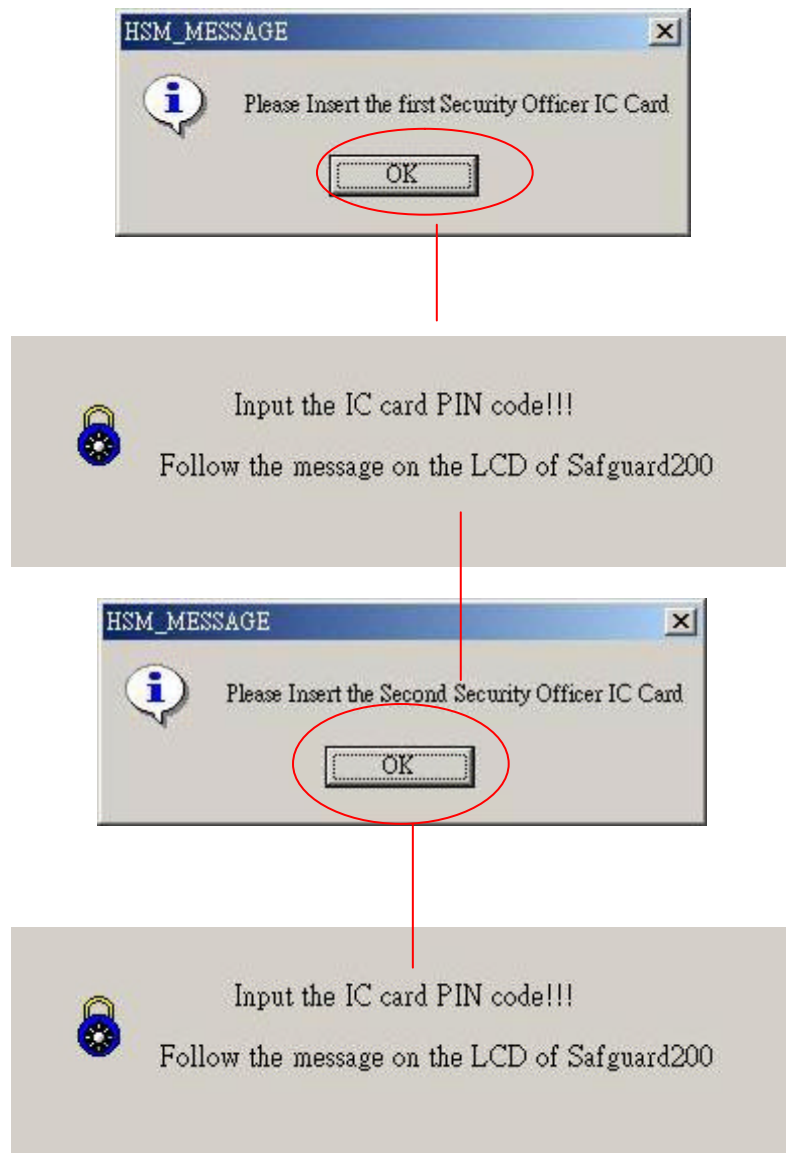 HSM_MESSAGE
Please Insert the first Security Officer IC Card
OK
Input the IC card PIN code!!!
Follow the message on the LCD of Safguard200
HSM_MESSAGE
Please Insert the Second Security Officer IC Card
OK
Input the IC card PIN code!!!
Follow the message on the LCD of Safguard200